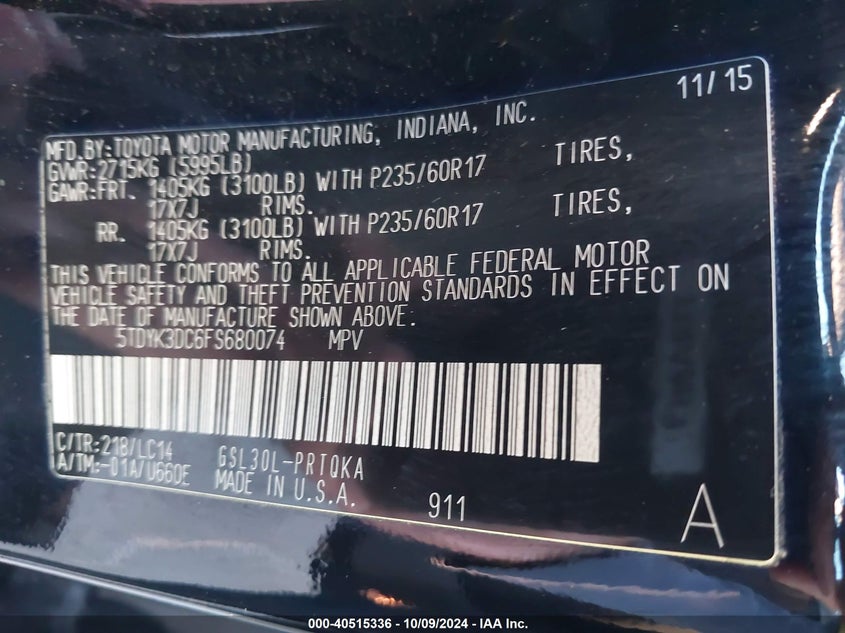 11/15
MFD.BY:TOYOTA MOTOR MANUFACTURING, INDIANA, INC.
GVWR:2715KG (5995LB)
GAWR:FRT. 1405KG (3100LB) WITH P235/60R17 TIRES,
17X7J RIMS.
RR. 1405KG (3100LB) WITH P235/60R17 TIRES,
17X7J RIMS.
THIS VEHICLE CONFORMS TO ALL APPLICABLE FEDERAL MOTOR
VEHICLE SAFETY AND THEFT PREVENTION STANDARDS IN EFFECT ON
THE DATE OF MANUFACTURE SHOWN ABOVE.
5TDYK3DC6FS680074 MPV
C/TR:218/LC14 GSL30L-PRTQKA
A/TM:-01A/U660E MADE IN U.S.A.
911
A
000-40515336 - 10/09/2024 - IAA Inc.